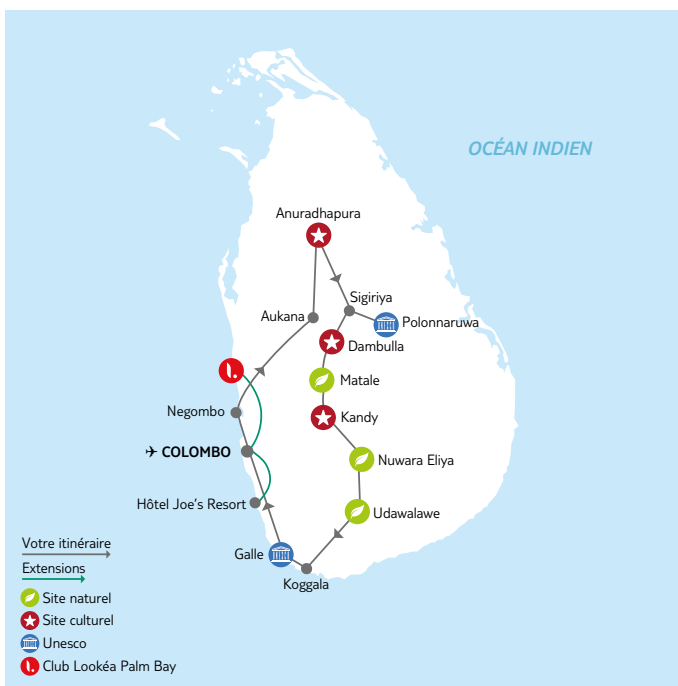 OCÉAN INDIEN
Anuradhapura
Sigiriya
Aukana
Polonnaruwa
Dambulla
Matale
Negombo
Kandy
COLOMBO
Nuwara Eliya
Hôtel Joe's Resort
Udawalawe
Galle
Koggala
Votre itinéraire
Extensions
Site naturel
Site culturel
Unesco
Club Lookéa Palm Bay